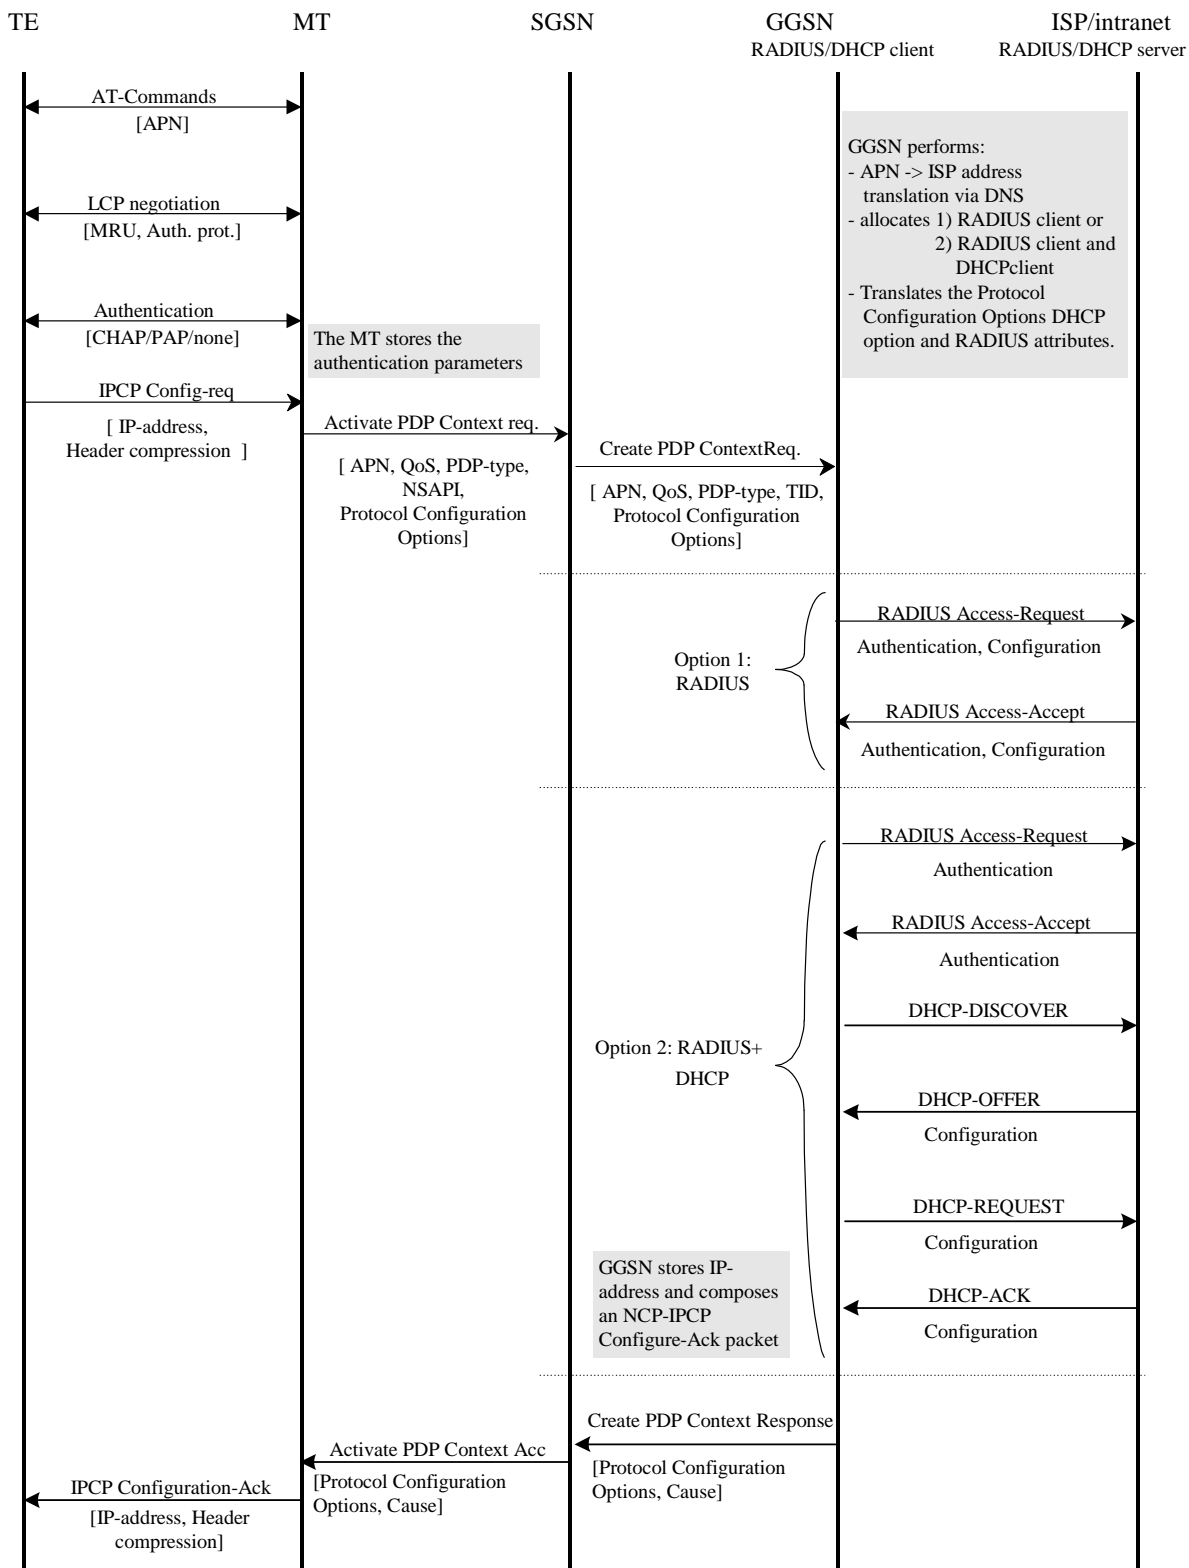 TE
MT
SGSN
GGSN
ISP/intranet
RADIUS/DHCP client
RADIUS/DHCP server
AT-Commands
[APN]
GGSN performs:
- APN -> ISP address
translation via DNS
- allocates 1) RADIUS client or
2) RADIUS client and
DHCPclient
- Translates the Protocol
Configuration Options DHCP
option and RADIUS attributes.
LCP negotiation
[MRU, Auth. prot.]
Authentication
[CHAP/PAP/none]
The MT stores the
authentication parameters
IPCP Config-req
[ IP-address,
Header compression ]
Activate PDP Context req.
[ APN, QoS, PDP-type,
NSAPI,
Protocol Configuration
Options]
Create PDP ContextReq.
[ APN, QoS, PDP-type, TID,
Protocol Configuration
Options]
RADIUS Access-Request
Authentication, Configuration
Option 1:
RADIUS
RADIUS Access-Accept
Authentication, Configuration
RADIUS Access-Request
Authentication
RADIUS Access-Accept
Authentication
DHCP-DISCOVER
Option 2: RADIUS+
DHCP
DHCP-OFFER
Configuration
DHCP-REQUEST
Configuration
GGSN stores IP-
address and composes
an NCP-IPCP
Configure-Ack packet
DHCP-ACK
Configuration
Create PDP Context Response
[Protocol Configuration
Options, Cause]
Activate PDP Context Acc
[Protocol Configuration
Options, Cause]
IPCP Configuration-Ack
[IP-address, Header
compression]